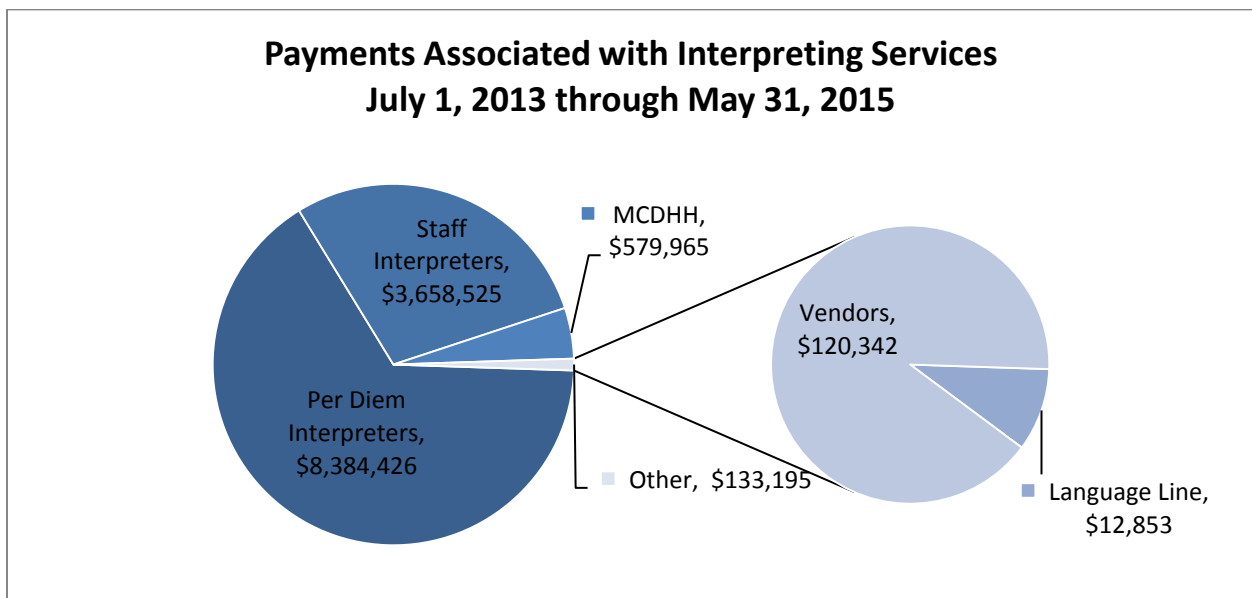 Payments Associated with Interpreting Services
July 1, 2013 through May 31, 2015
Staff
Interpreters,
$3,658,525
MCDHH,
$579,965
Per Diem
Interpreters,
$8,384,426
Other, $133,195
Vendors,
$120,342
Language Line,
$12,853